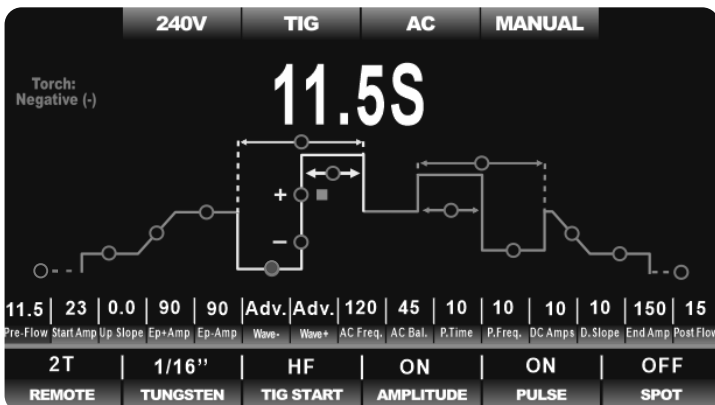 240V TIG AC MANUAL
11.5S
Torch:
Negative (-)
+
−
11.5 23 0.0 90 90 Adv. Adv. 120 45 10 10 10 10 150 15
Pre-Flow Start Amp Up Slope Ep+Amp Ep-Amp Wave- Wave+ AC Freq. AC Bal. P.Time P.Freq. DC Amps D.Slope End Amp Post Flow
2T 1/16’’ HF ON ON OFF
REMOTE TUNGSTEN TIG START AMPLITUDE PULSE SPOT